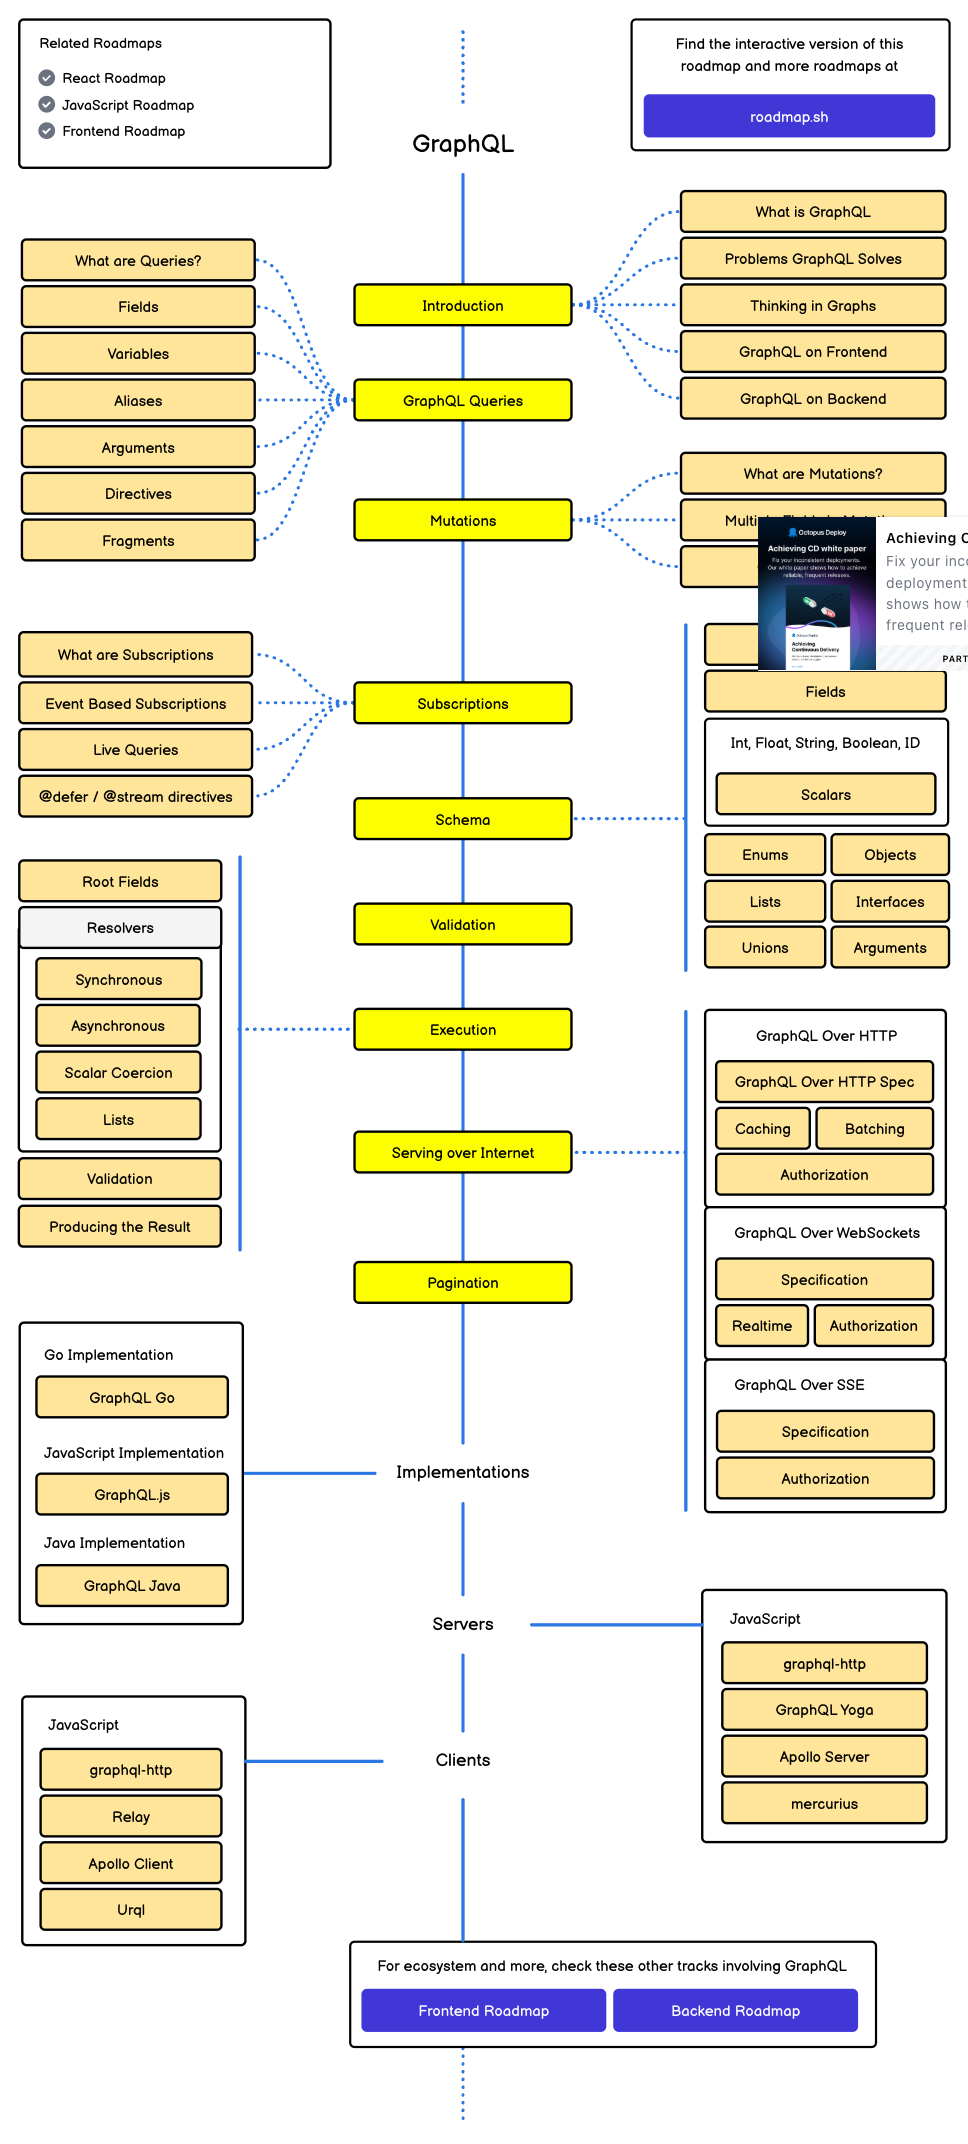 Related Roadmaps
React Roadmap
JavaScript Roadmap
Frontend Roadmap
Find the interactive version of this
roadmap and more roadmaps at
roadmap.sh
GraphQL
Introduction
What is GraphQL
Problems GraphQL Solves
Thinking in Graphs
GraphQL on Frontend
GraphQL on Backend
GraphQL Queries
What are Queries?
Fields
Variables
Aliases
Arguments
Directives
Fragments
Mutations
What are Mutations?
Octopus Deploy
Achieving CD white paper
Fix your inconsistent deployments.
Our white paper shows how to achieve
reliable, frequent releases.
Octopus Deploy
Achieving
Continuous Delivery
Achieving C
Fix your inco
deployment
shows how t
frequent rel
PART
Subscriptions
What are Subscriptions
Event Based Subscriptions
Live Queries
@defer / @stream directives
Schema
Fields
Int, Float, String, Boolean, ID
Scalars
Enums
Objects
Lists
Interfaces
Unions
Arguments
Validation
Execution
Root Fields
Resolvers
Synchronous
Asynchronous
Scalar Coercion
Lists
Validation
Producing the Result
Serving over Internet
GraphQL Over HTTP
GraphQL Over HTTP Spec
Caching
Batching
Authorization
GraphQL Over WebSockets
Specification
Realtime
Authorization
GraphQL Over SSE
Specification
Authorization
Pagination
Implementations
Go Implementation
GraphQL Go
JavaScript Implementation
GraphQL.js
Java Implementation
GraphQL Java
Servers
JavaScript
graphql-http
GraphQL Yoga
Apollo Server
mercurius
Clients
JavaScript
graphql-http
Relay
Apollo Client
Urql
For ecosystem and more, check these other tracks involving GraphQL
Frontend Roadmap
Backend Roadmap